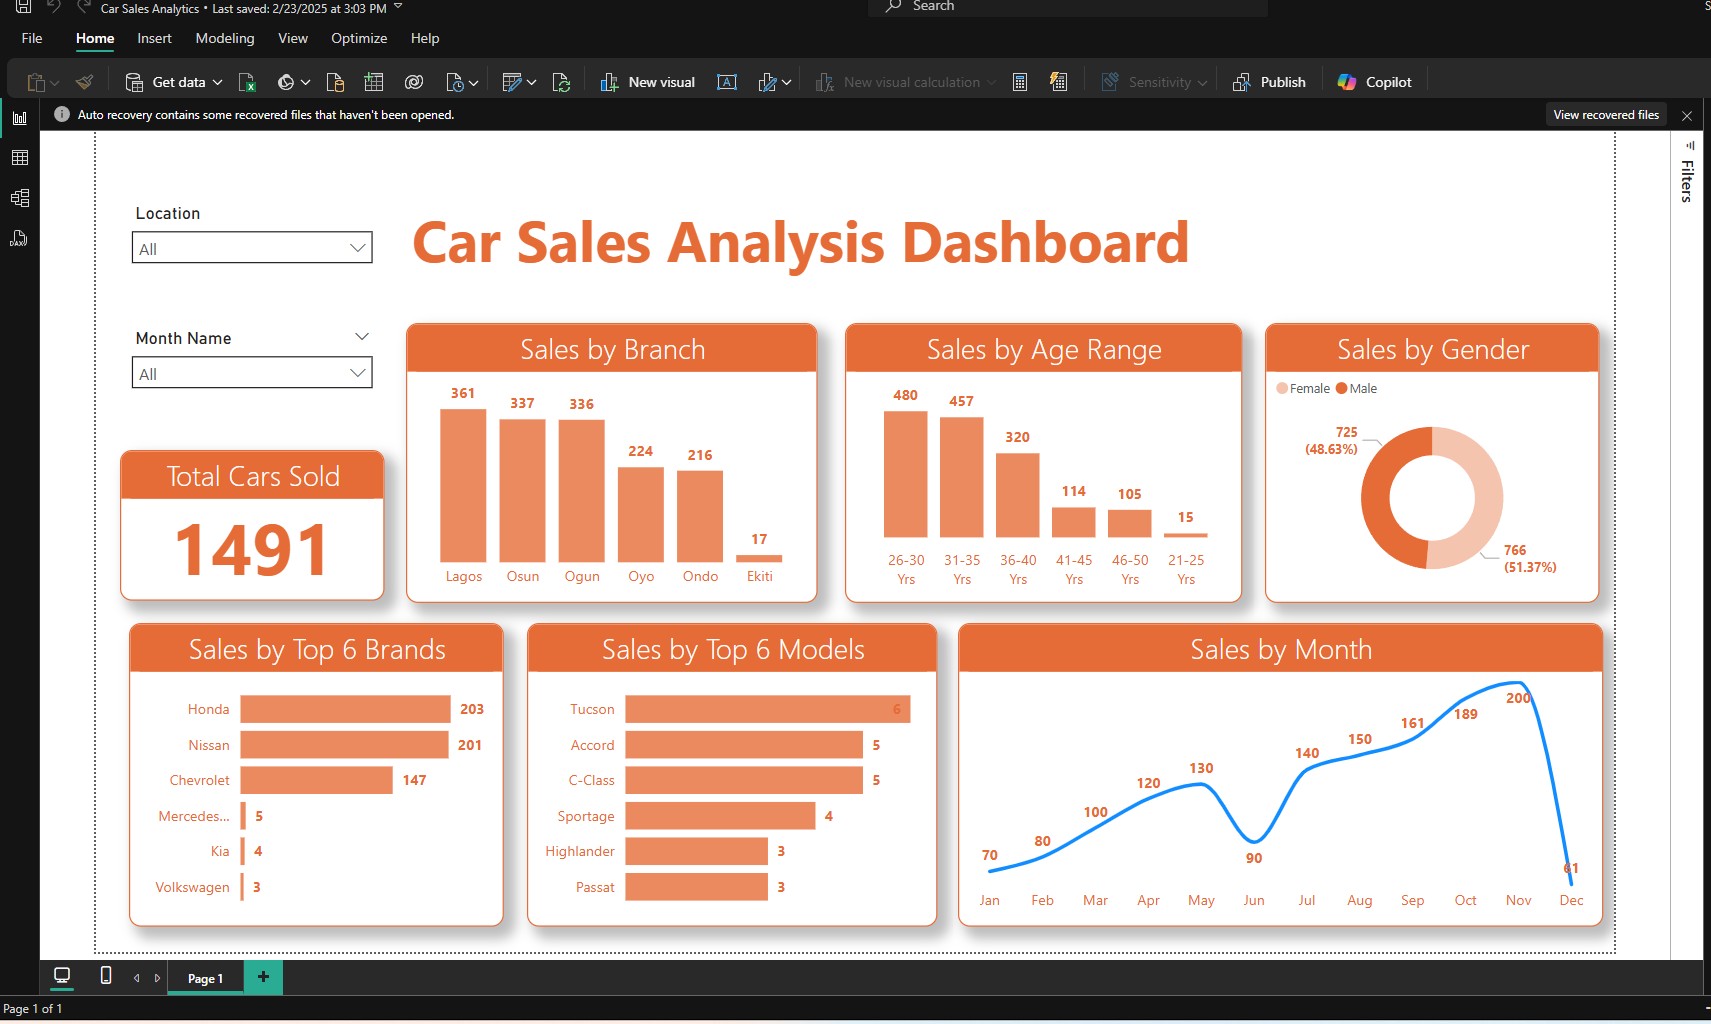 Car Sales Analytics • Last saved: 2/23/2025 at 3:03 PM
Search
File Home Insert Modeling View Optimize Help
Get data
New visual
New visual calculation
Sensitivity
Publish
Copilot
Auto recovery contains some recovered files that haven't been opened.
View recovered files
Filters
Location
All
Car Sales Analysis Dashboard
Month Name
All
Total Cars Sold
1491
Sales by Branch
361
337
336
224
216
17
Lagos Osun Ogun Oyo Ondo Ekiti
Sales by Age Range
480
457
320
114
105
15
26-30 31-35 36-40 41-45 46-50 21-25
Yrs Yrs Yrs Yrs Yrs Yrs
Sales by Gender
Female Male
725
(48.63%)
766
(51.37%)
Sales by Top 6 Brands
Honda 203
Nissan 201
Chevrolet 147
Mercedes... 5
Kia 4
Volkswagen 3
Sales by Top 6 Models
Tucson 6
Accord 5
C-Class 5
Sportage 4
Highlander 3
Passat 3
Sales by Month
70
80
100
120
130
90
140
150
161
189
200
61
Jan Feb Mar Apr May Jun Jul Aug Sep Oct Nov Dec
Page 1
Page 1 of 1